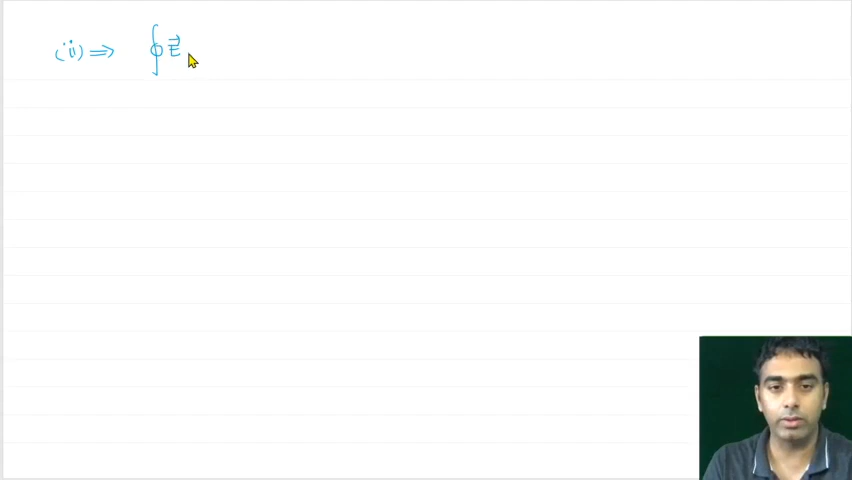 (ii) ⇒ ∮ E⃗